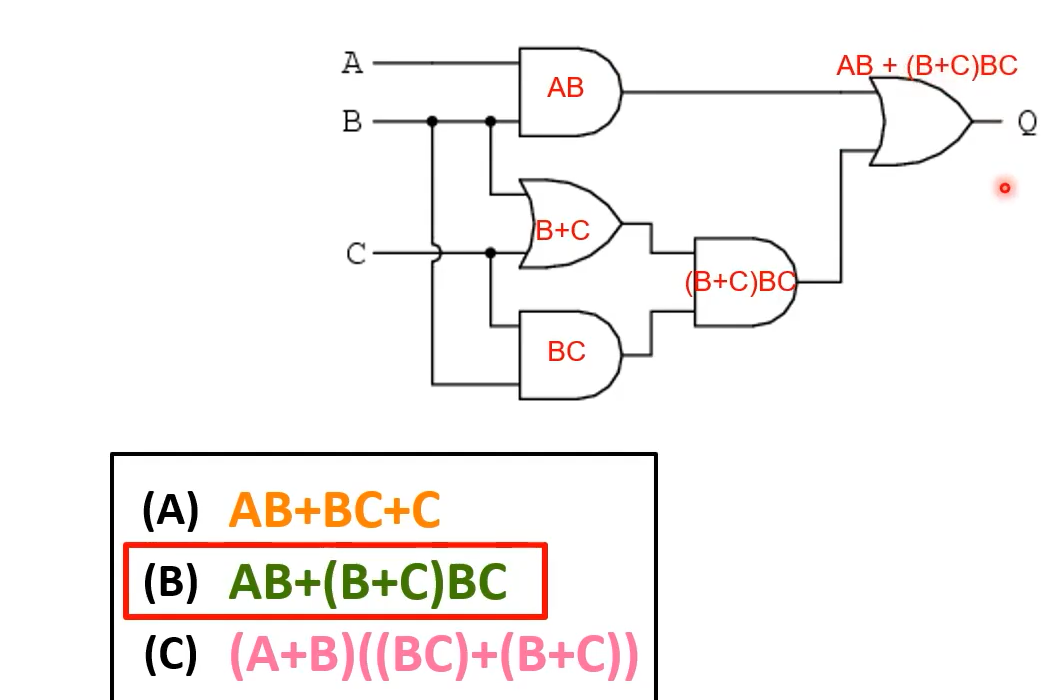 AB + (B+C)BC
A
AB
B
Q
B+C
C
(B+C)BC
BC
(A) AB+BC+C
(B) AB+(B+C)BC
(C) (A+B)((BC)+(B+C))